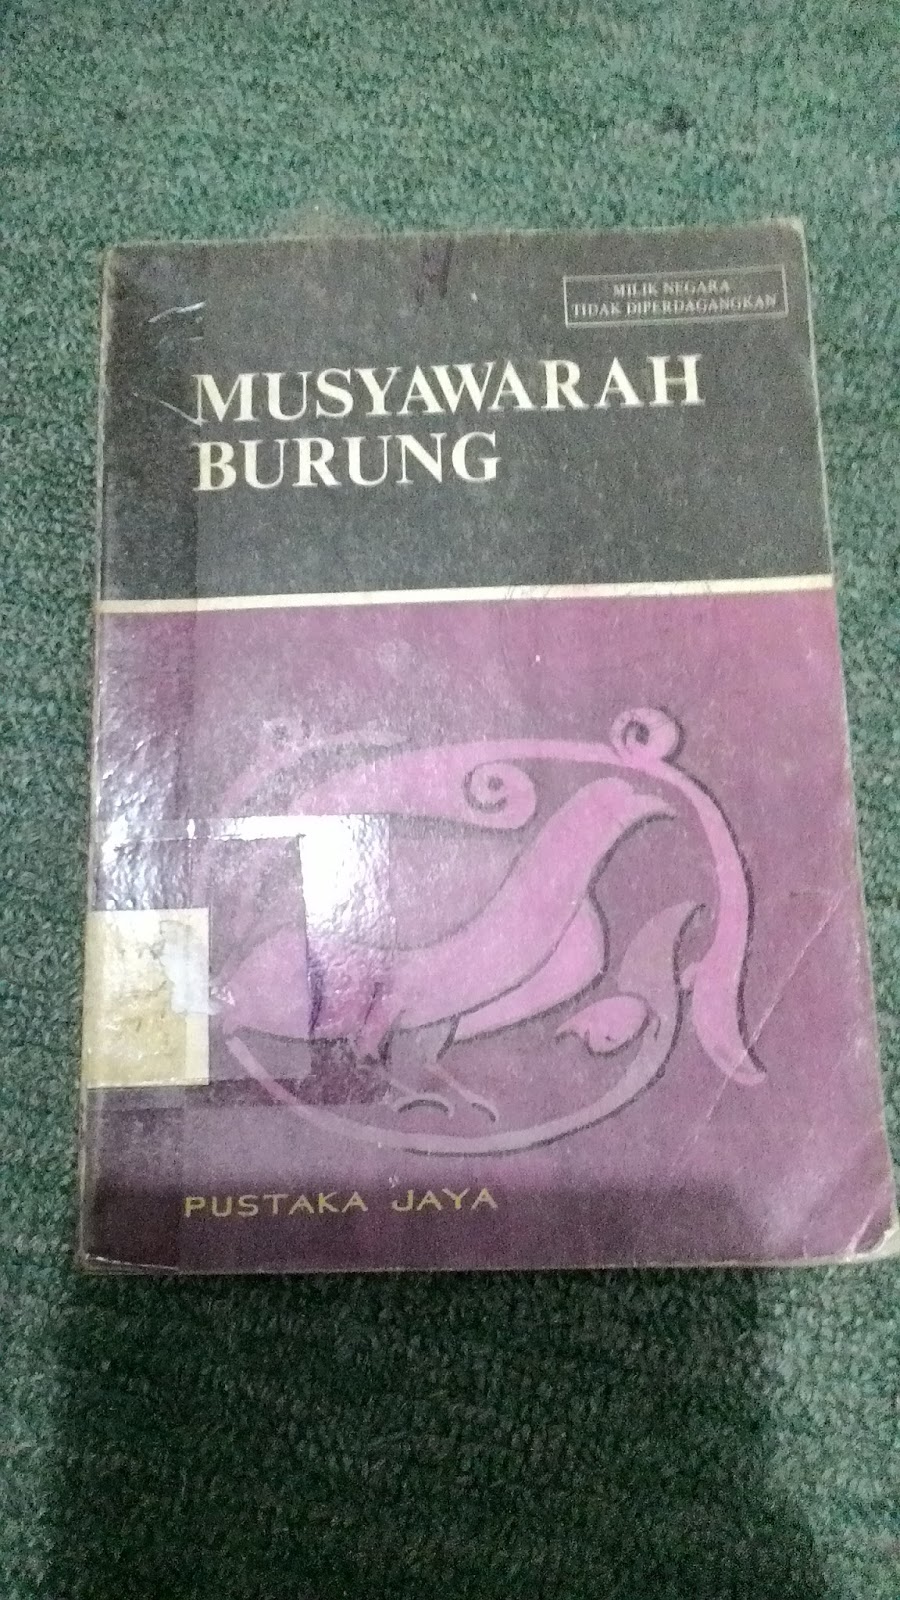 MILIK NEGARA
TIDAK DIPERDAGANGKAN
MUSYAWARAH
BURUNG
PUSTAKA JAYA